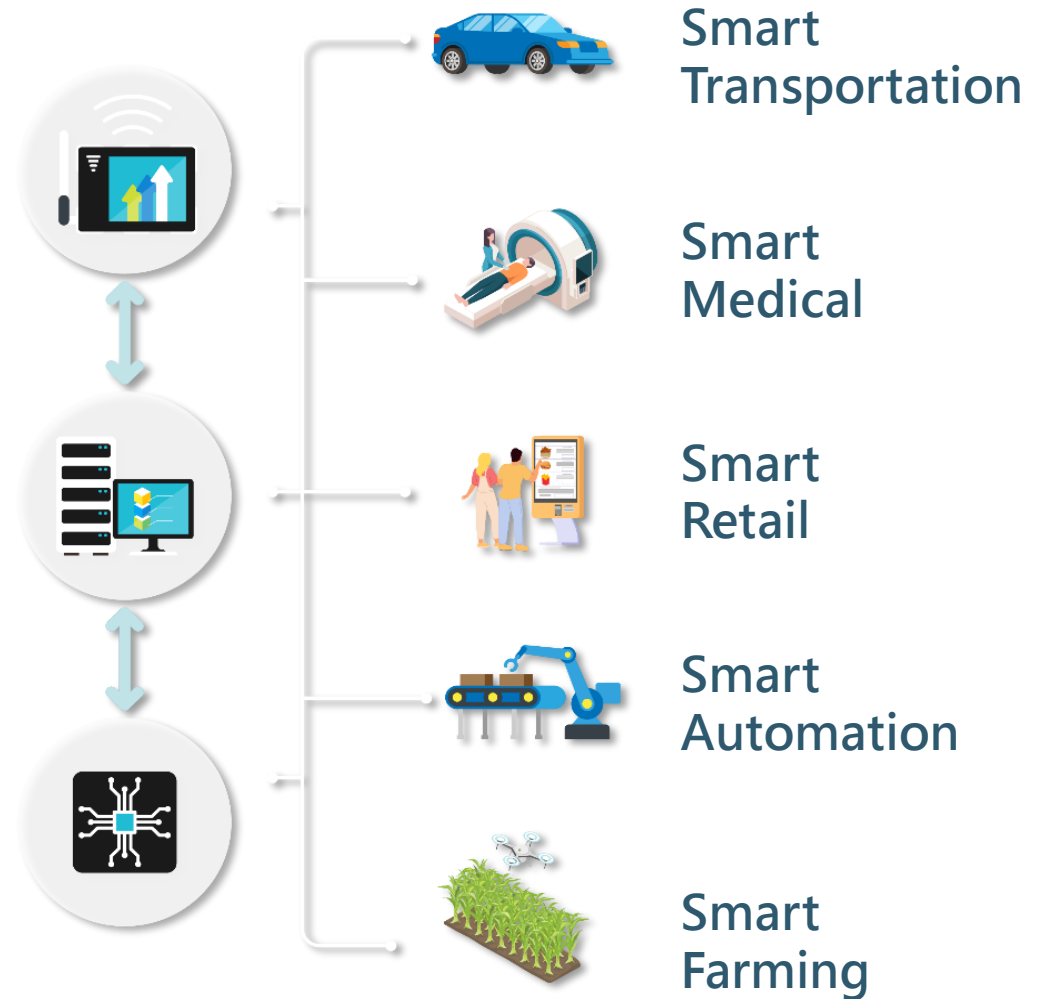 Smart
Transportation
Smart
Medical
Smart
Retail
Smart
Automation
Smart
Farming